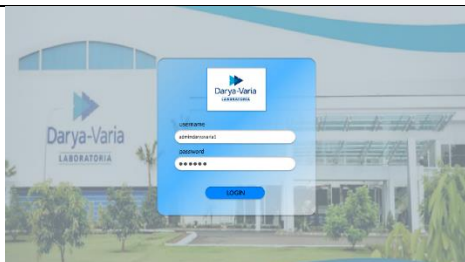 Darya-Varia
LABORATORIA
Darya-Varia
LABORATORIA
username
password
LOGIN